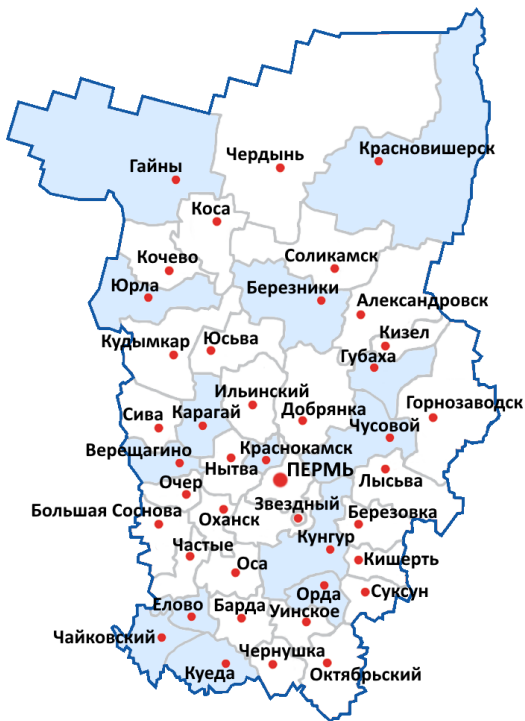 Красновишерск
Чердынь
Гайны
Коса
Кочево
Соликамск
Юрла
Березники
Александровск
Кизел
Кудымкар
Юсьва
Губаха
Ильинский
Горнозаводск
Сива
Карагай
Добрянка
Чусовой
Верещагино
Краснокамск
Нытва
ПЕРМЬ
Лысьва
Очер
Звездный
Большая Соснова
Оханск
Березовка
Кунгур
Частые
Оса
Кишерть
Орда
Суксун
Елово
Барда
Уинское
Чайковский
Чернушка
Куеда
Октябрьский